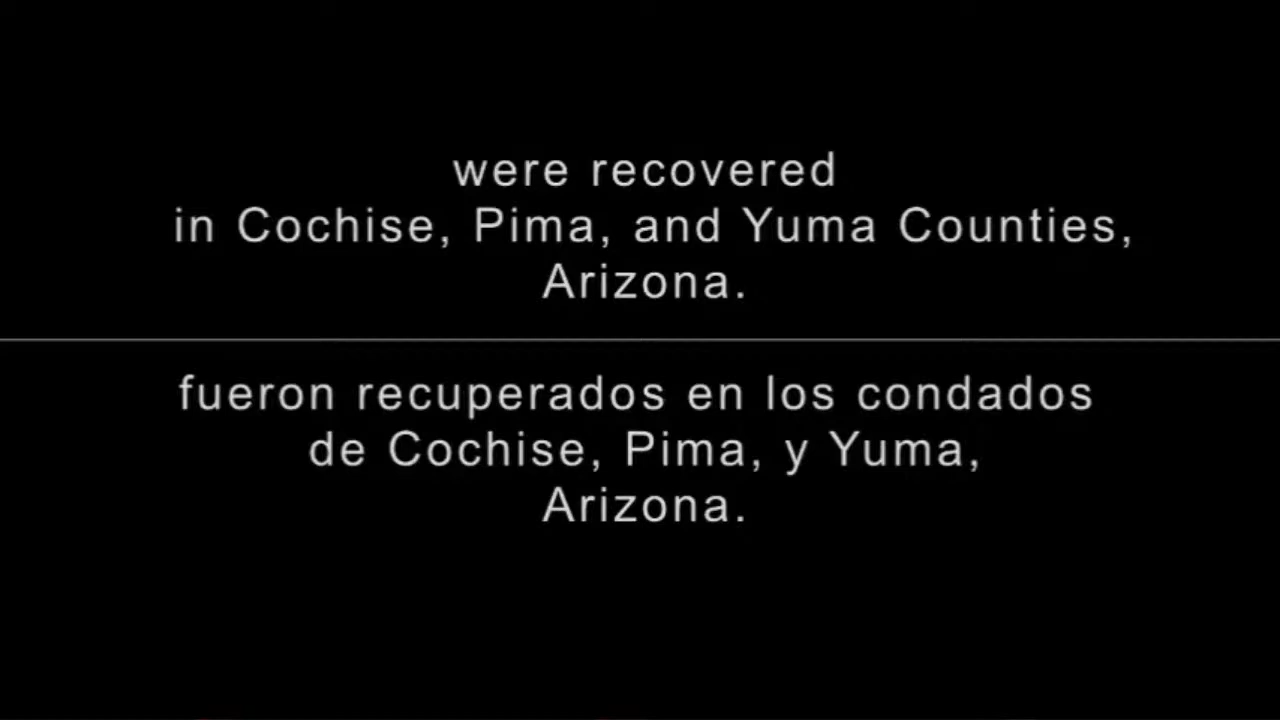 were recovered
in Cochise, Pima, and Yuma Counties,
Arizona.
fueron recuperados en los condados
de Cochise, Pima, y Yuma,
Arizona.